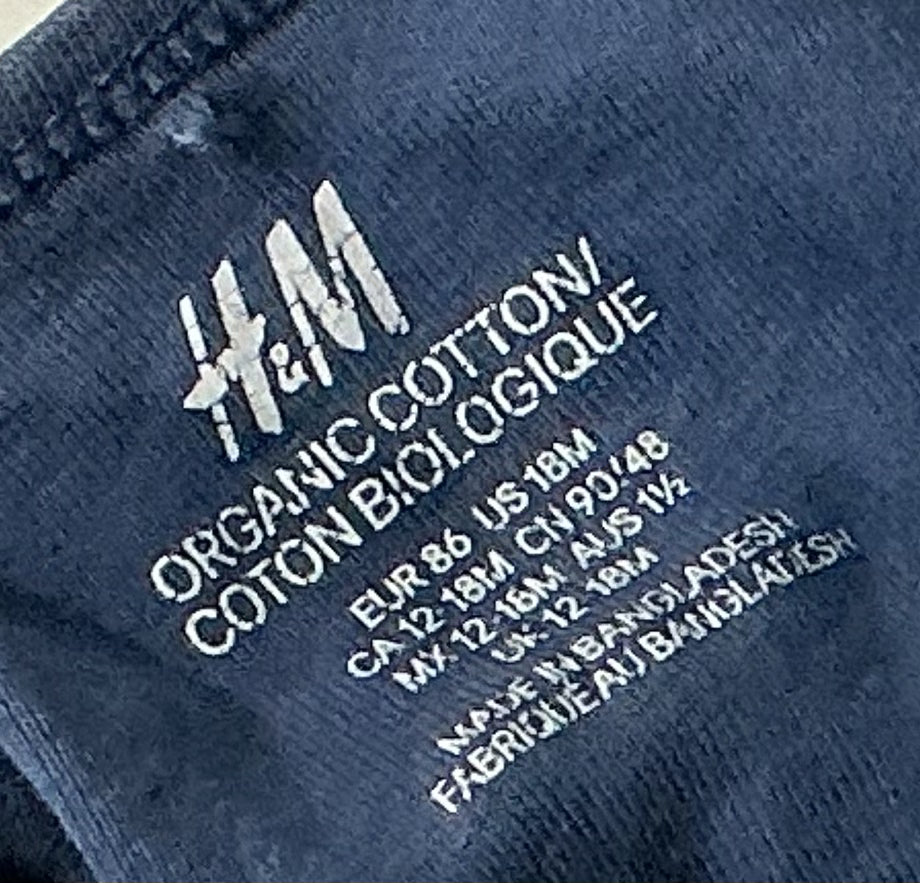 H&M
ORGANIC COTTON/
COTON BIOLOGIQUE
EUR 86 US 18M
CA 12-18M CN 90/48
MX 12-18M AUS 1½
UK 12-18M
MADE IN BANGLADESH
FABRIQUÉ AU BANGLADESH